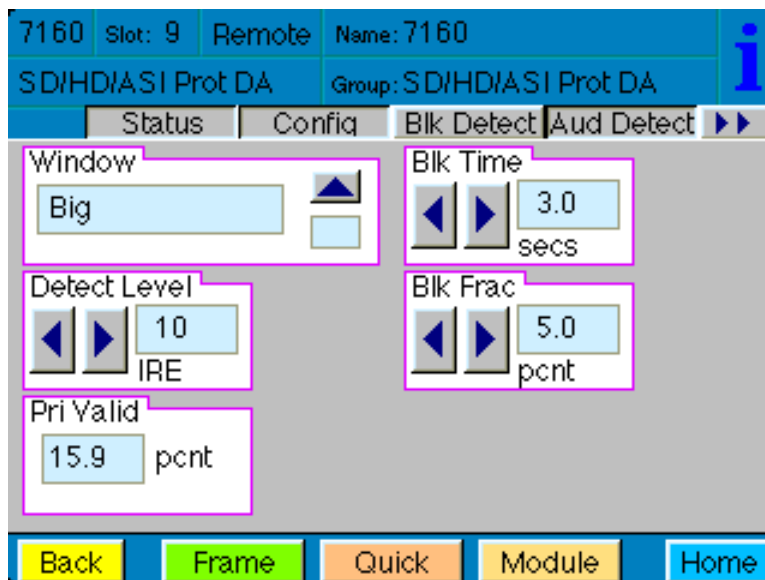 7160 Slot: 9 Remote Name: 7160
SD/HD/ASI Prot DA Group: SD/HD/ASI Prot DA
i
Status Config Blk Detect Aud Detect
Window
Big
Blk Time
3.0
secs
Detect Level
10
IRE
Blk Frac
5.0
pcnt
Pri Valid
15.9 pcnt
Back Frame Quick Module Home